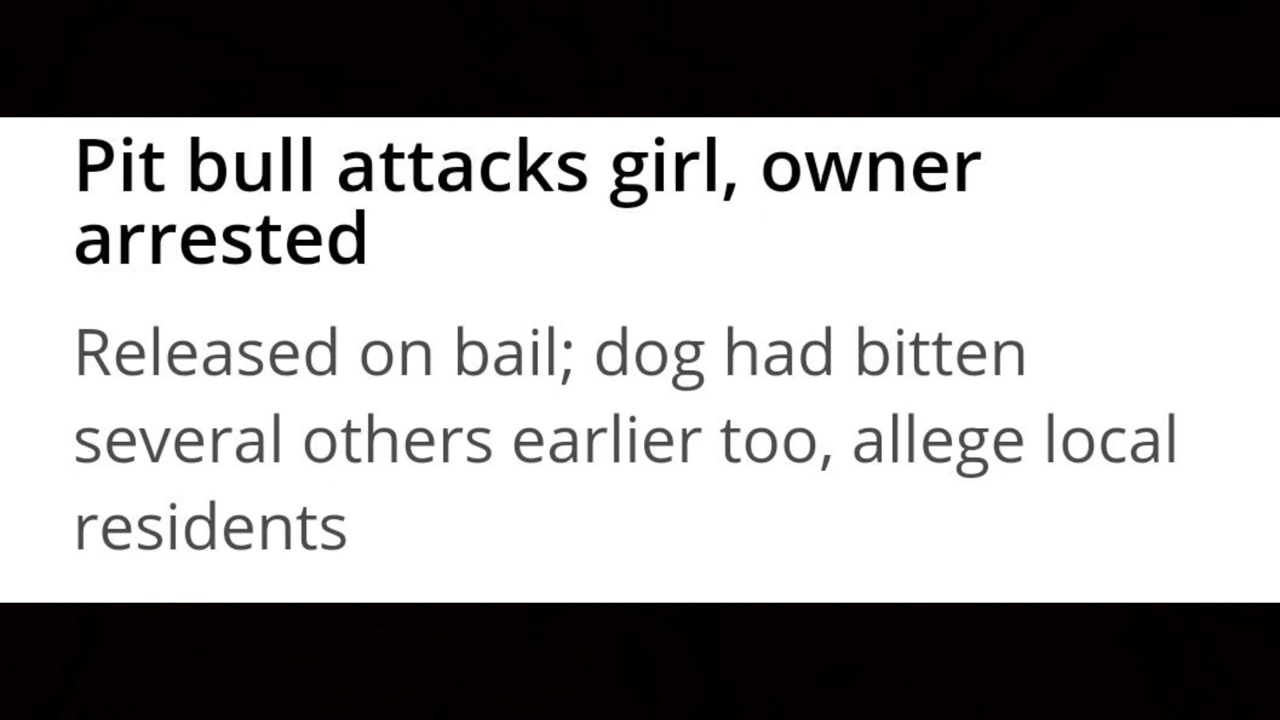 Pit bull attacks girl, owner
arrested
Released on bail; dog had bitten
several others earlier too, allege local
residents